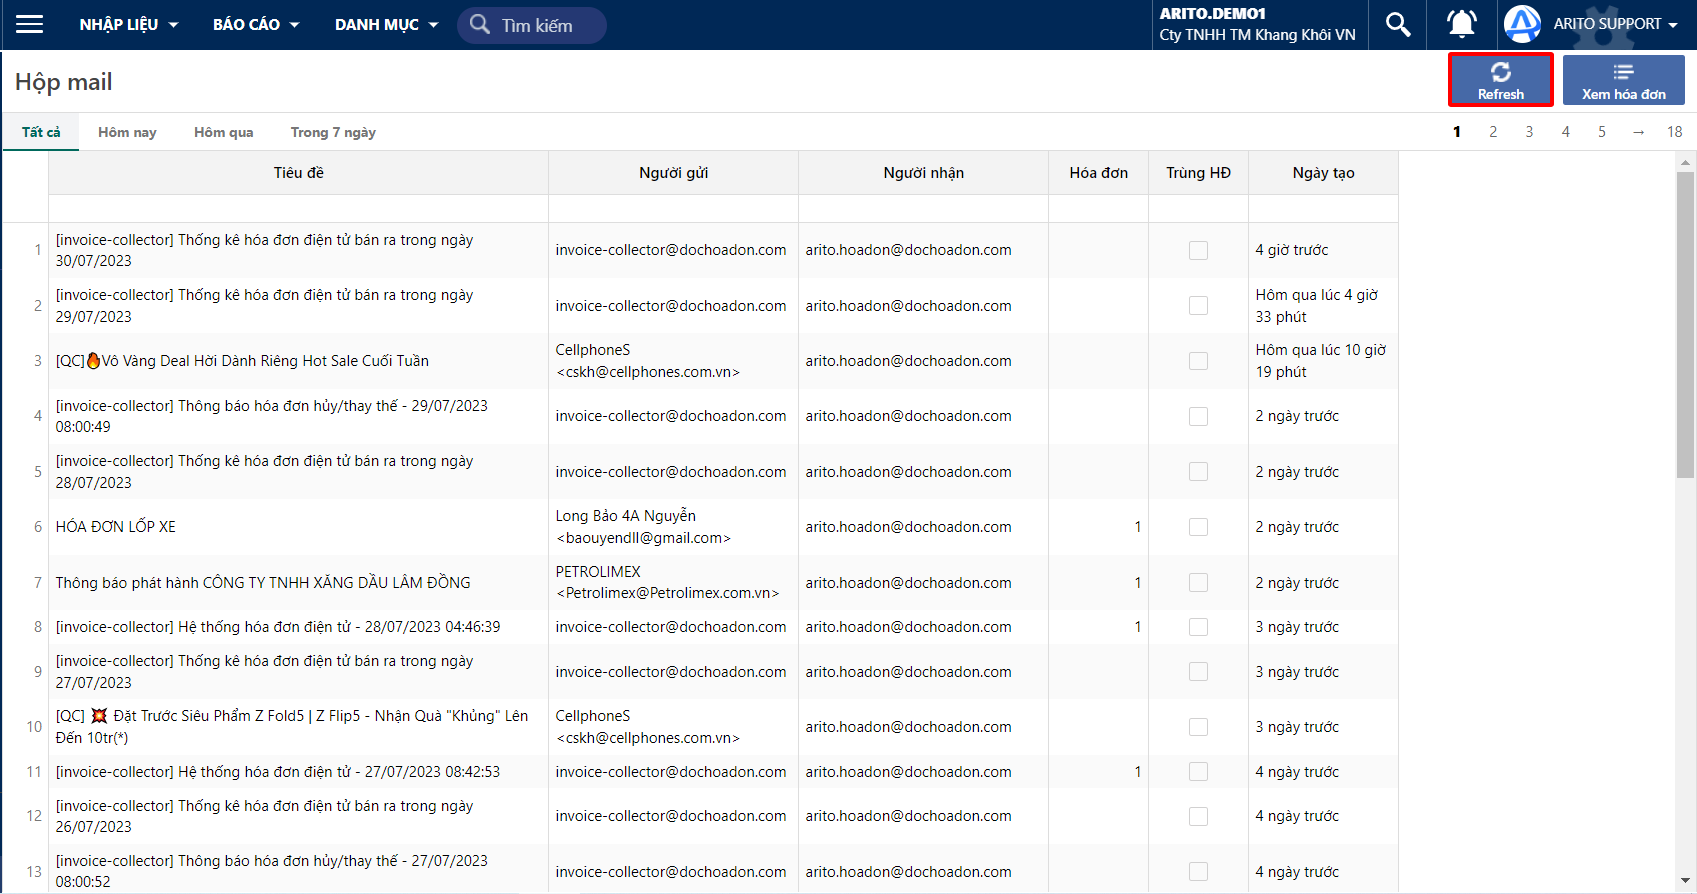 NHẬP LIỆU BÁO CÁO DANH MỤC Tìm kiếm ARITO.DEMO1 ARITO SUPPORT
Cty TNHH TM Khang Khôi VN
Hộp mail Refresh Xem hóa đơn
Tất cả Hôm nay Hôm qua Trong 7 ngày 1 2 3 4 5 → 18
Tiêu đề Người gửi Người nhận Hóa đơn Trùng HĐ Ngày tạo
1 [invoice-collector] Thống kê hóa đơn điện tử bán ra trong ngày
30/07/2023 invoice-collector@dochoadon.com arito.hoadon@dochoadon.com 4 giờ trước
2 [invoice-collector] Thống kê hóa đơn điện tử bán ra trong ngày
29/07/2023 invoice-collector@dochoadon.com arito.hoadon@dochoadon.com Hôm qua lúc 4 giờ
33 phút
3 [QC]🔥Vô Vàng Deal Hời Dành Riêng Hot Sale Cuối Tuần CellphoneS
<cskh@cellphones.com.vn> arito.hoadon@dochoadon.com Hôm qua lúc 10 giờ
19 phút
4 [invoice-collector] Thông báo hóa đơn hủy/thay thế - 29/07/2023
08:00:49 invoice-collector@dochoadon.com arito.hoadon@dochoadon.com 2 ngày trước
5 [invoice-collector] Thống kê hóa đơn điện tử bán ra trong ngày
28/07/2023 invoice-collector@dochoadon.com arito.hoadon@dochoadon.com 2 ngày trước
6 HÓA ĐƠN LỐP XE Long Bảo 4A Nguyễn
<baouyendll@gmail.com> arito.hoadon@dochoadon.com 1 2 ngày trước
7 Thông báo phát hành CÔNG TY TNHH XĂNG DẦU LÂM ĐỒNG PETROLIMEX
<Petrolimex@Petrolimex.com.vn> arito.hoadon@dochoadon.com 1 2 ngày trước
8 [invoice-collector] Hệ thống hóa đơn điện tử - 28/07/2023 04:46:39 invoice-collector@dochoadon.com arito.hoadon@dochoadon.com 1 3 ngày trước
9 [invoice-collector] Thống kê hóa đơn điện tử bán ra trong ngày
27/07/2023 invoice-collector@dochoadon.com arito.hoadon@dochoadon.com 3 ngày trước
10 [QC] 💥 Đặt Trước Siêu Phẩm Z Fold5 | Z Flip5 - Nhận Quà "Khủng" Lên
Đến 10tr(*) CellphoneS
<cskh@cellphones.com.vn> arito.hoadon@dochoadon.com 3 ngày trước
11 [invoice-collector] Hệ thống hóa đơn điện tử - 27/07/2023 08:42:53 invoice-collector@dochoadon.com arito.hoadon@dochoadon.com 1 4 ngày trước
12 [invoice-collector] Thống kê hóa đơn điện tử bán ra trong ngày
26/07/2023 invoice-collector@dochoadon.com arito.hoadon@dochoadon.com 4 ngày trước
13 [invoice-collector] Thông báo hóa đơn hủy/thay thế - 27/07/2023
08:00:52 invoice-collector@dochoadon.com arito.hoadon@dochoadon.com 4 ngày trước